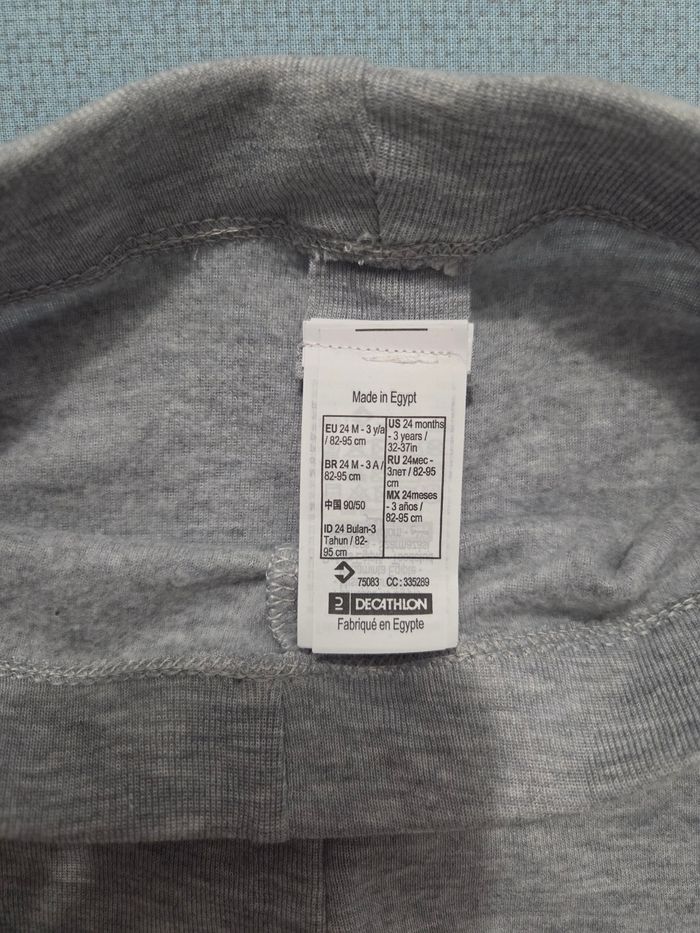 Made in Egypt
EU 24 M - 3 y/a
/ 82-95 cm
BR 24 M - 3 A /
82-95 cm
中国 90/50
ID 24 Bulan-3
Tahun / 82-
95 cm
US 24 months
- 3 years /
32-37in
RU 24мес -
3лет / 82-95
cm
MX 24meses
- 3 años /
82-95 cm
75083 CC : 335289
DECATHLON
Fabriqué en Egypte